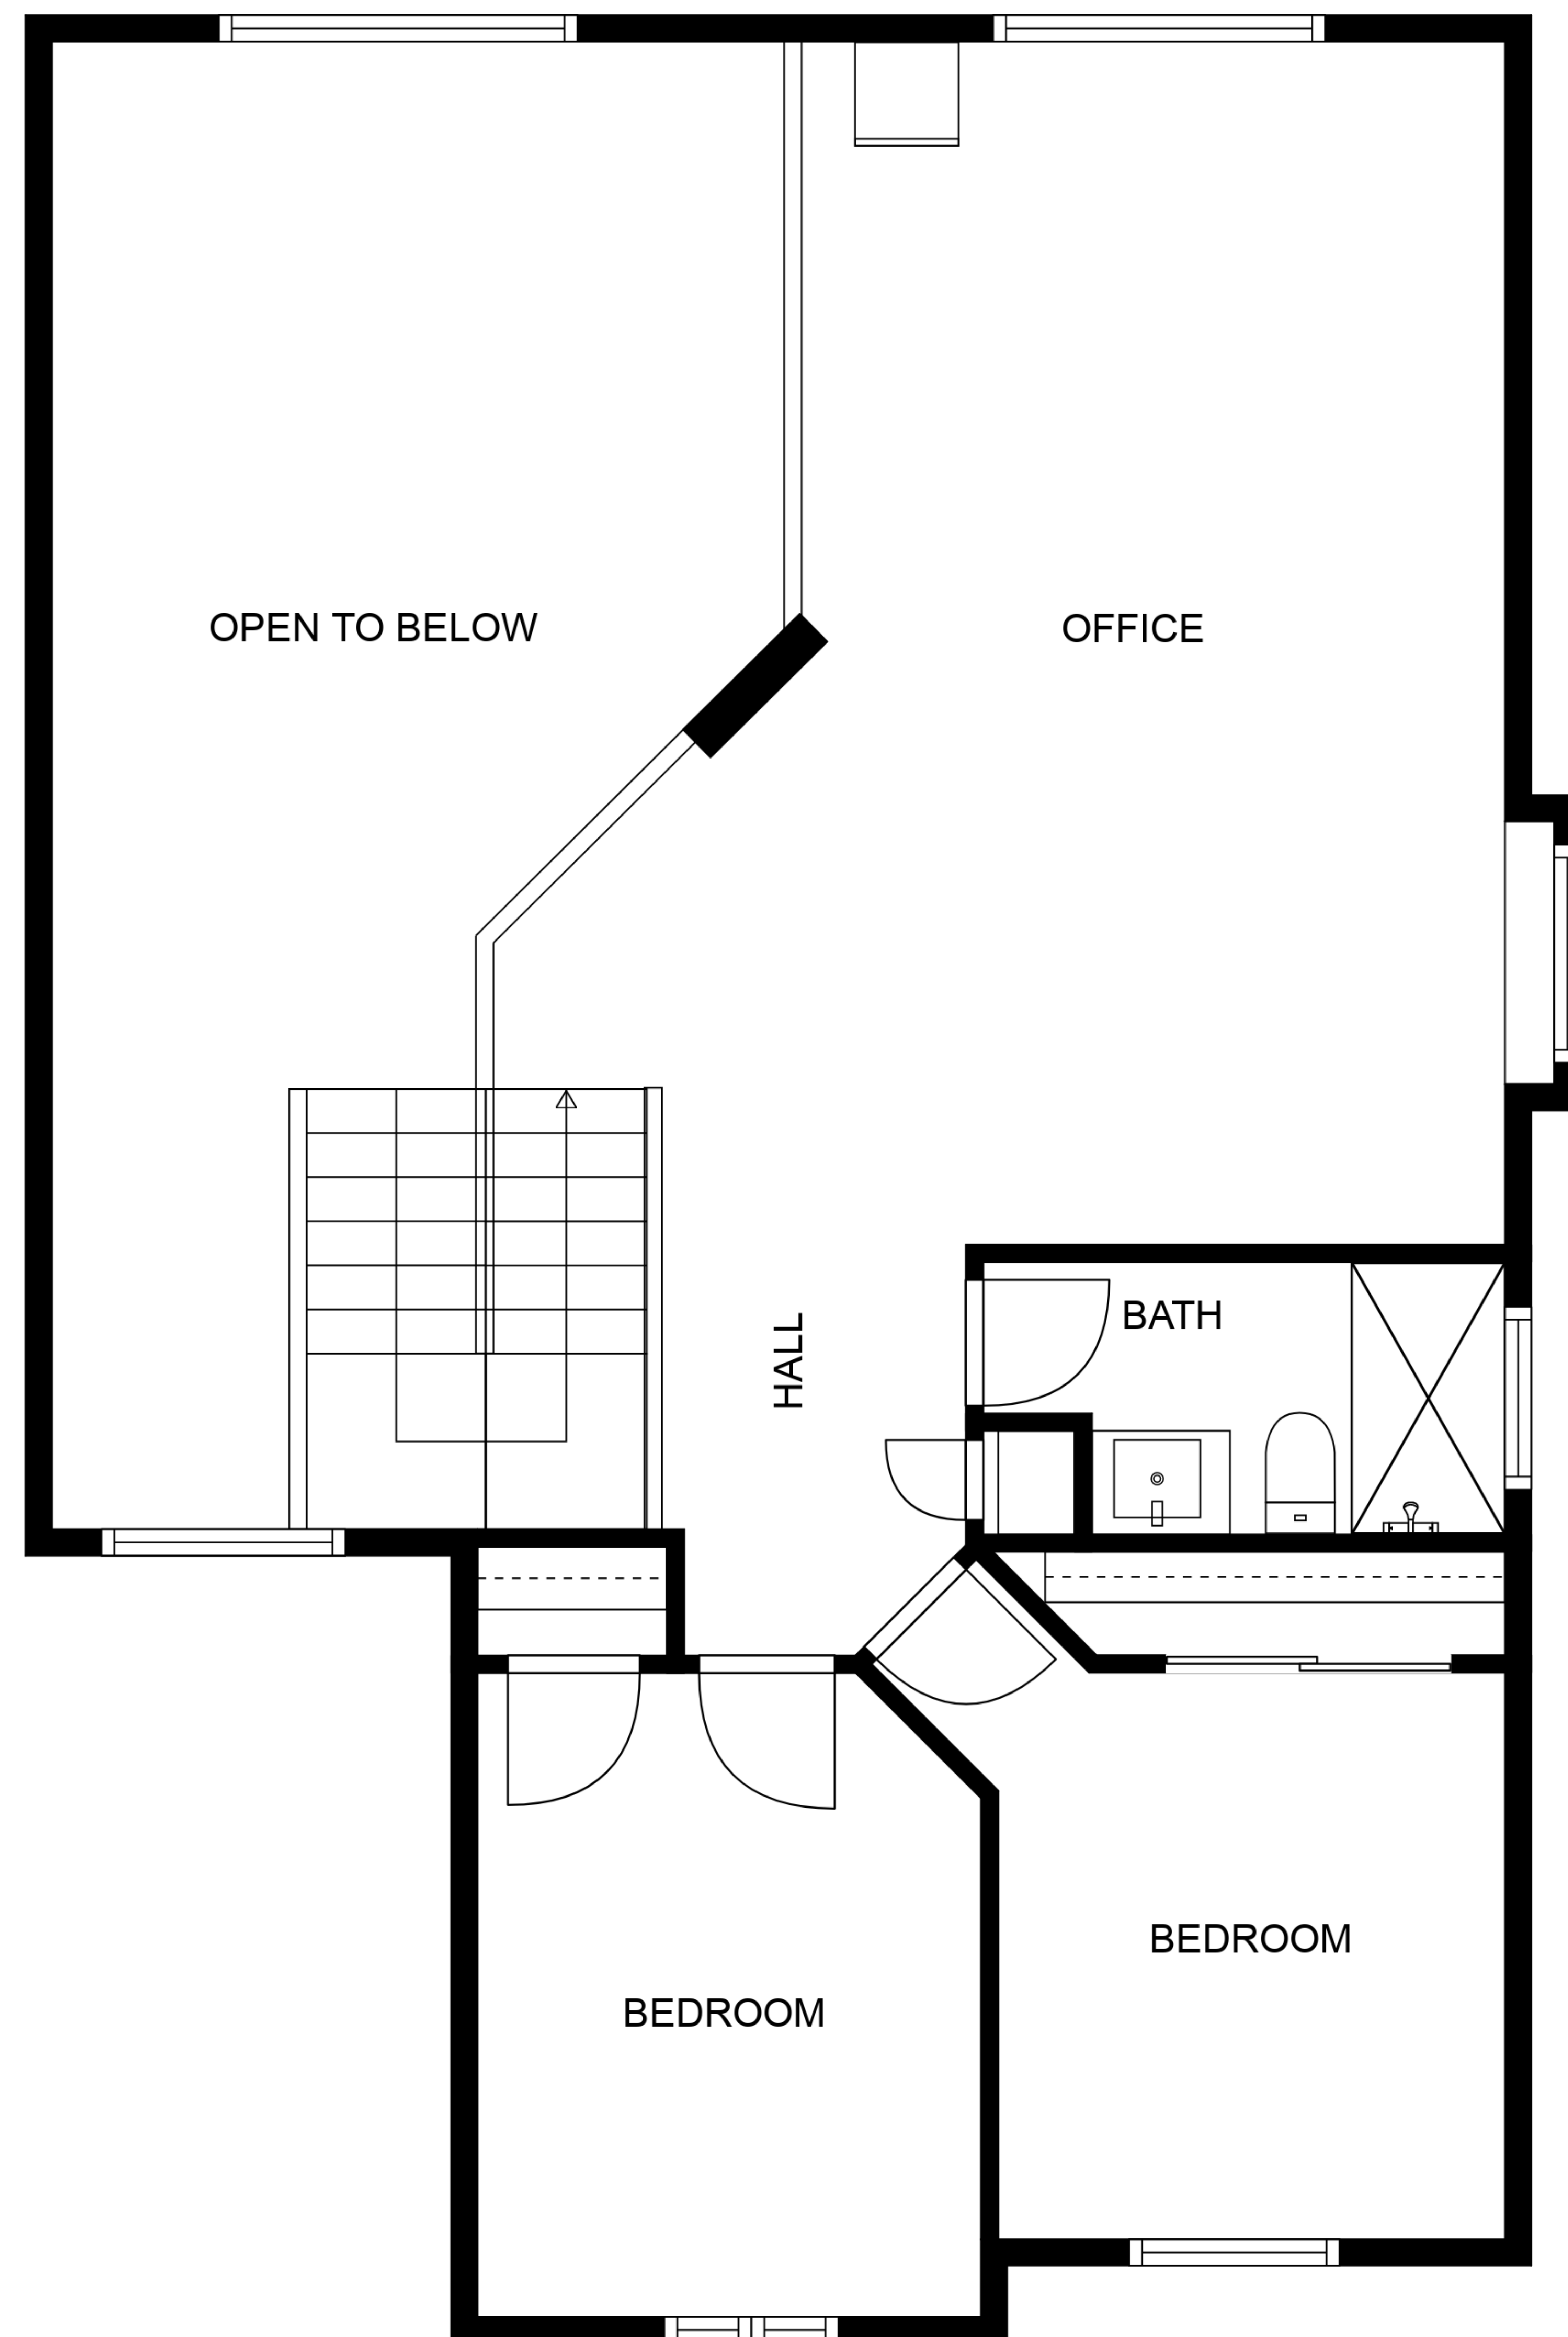 OPEN TO BELOW
OFFICE
HALL
BATH
BEDROOM
BEDROOM